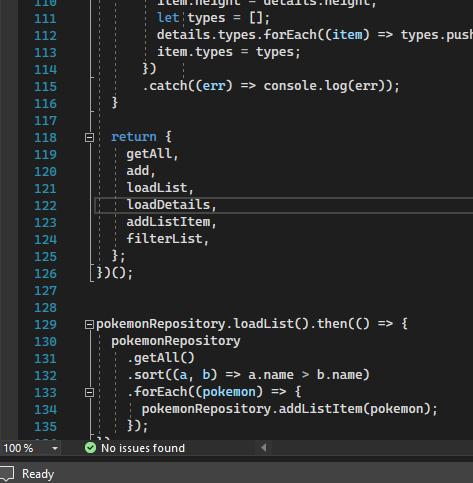 110 item.height = details.height;
111 let types = [];
112 details.types.forEach((item) => types.push
113 item.types = types;
114 })
115 .catch((err) => console.log(err));
116 }
117
118 return {
119 getAll,
120 add,
121 loadList,
122 loadDetails,
123 addListItem,
124 filterList,
125 };
126 })();
127
128
129 pokemonRepository.loadList().then(() => {
130 pokemonRepository
131 .getAll()
132 .sort((a, b) => a.name > b.name)
133 .forEach((pokemon) => {
134 pokemonRepository.addListItem(pokemon);
135 });
100 % No issues found
Ready